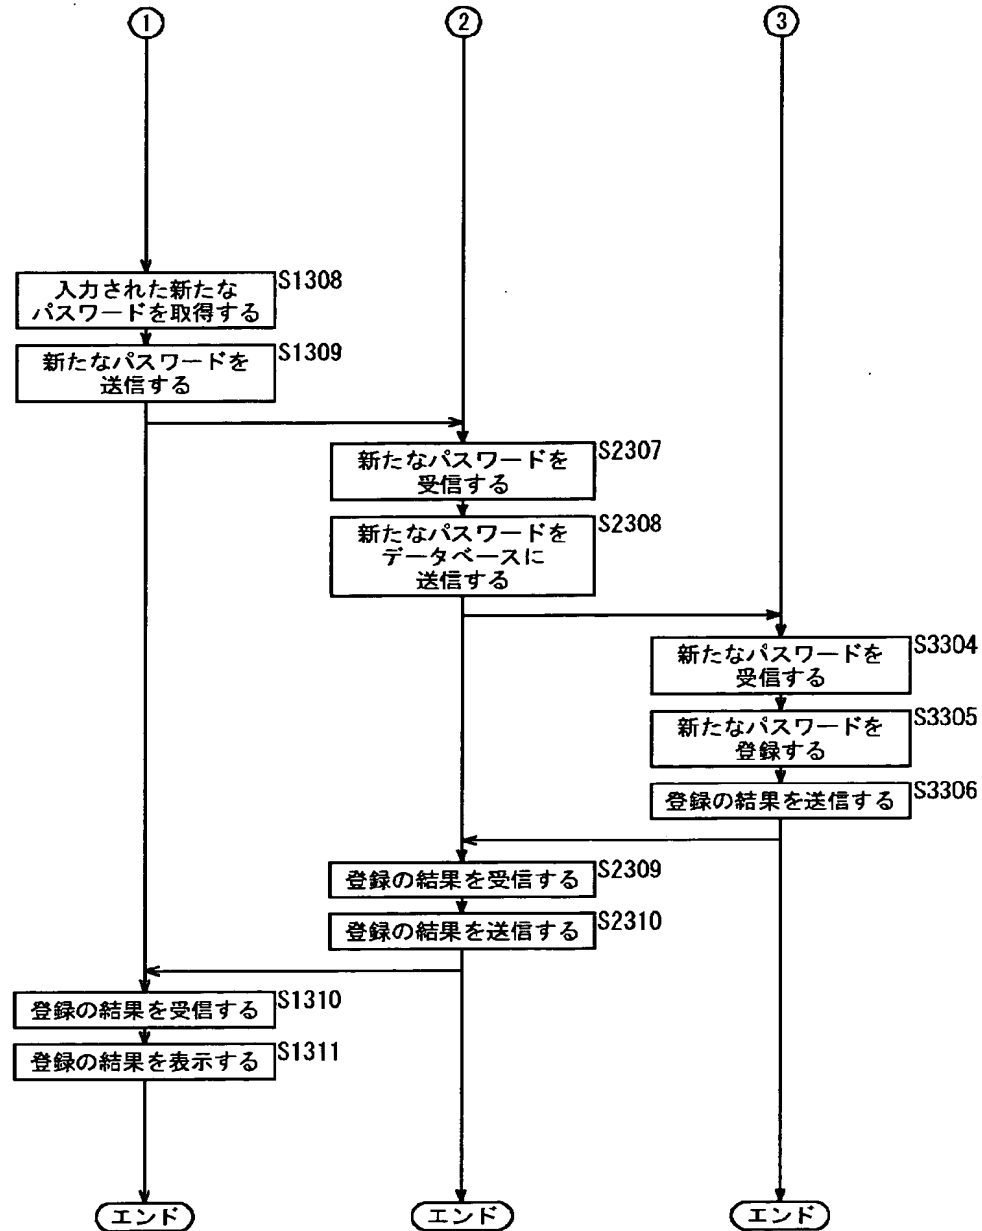 1
2
3
入力された新たな
パスワードを取得する
S1308
新たなパスワードを
送信する
S1309
新たなパスワードを
受信する
S2307
新たなパスワードを
データベースに
送信する
S2308
新たなパスワードを
受信する
S3304
新たなパスワードを
登録する
S3305
登録の結果を送信する
S3306
登録の結果を受信する
S2309
登録の結果を送信する
S2310
登録の結果を受信する
S1310
登録の結果を表示する
S1311
エンド
エンド
エンド